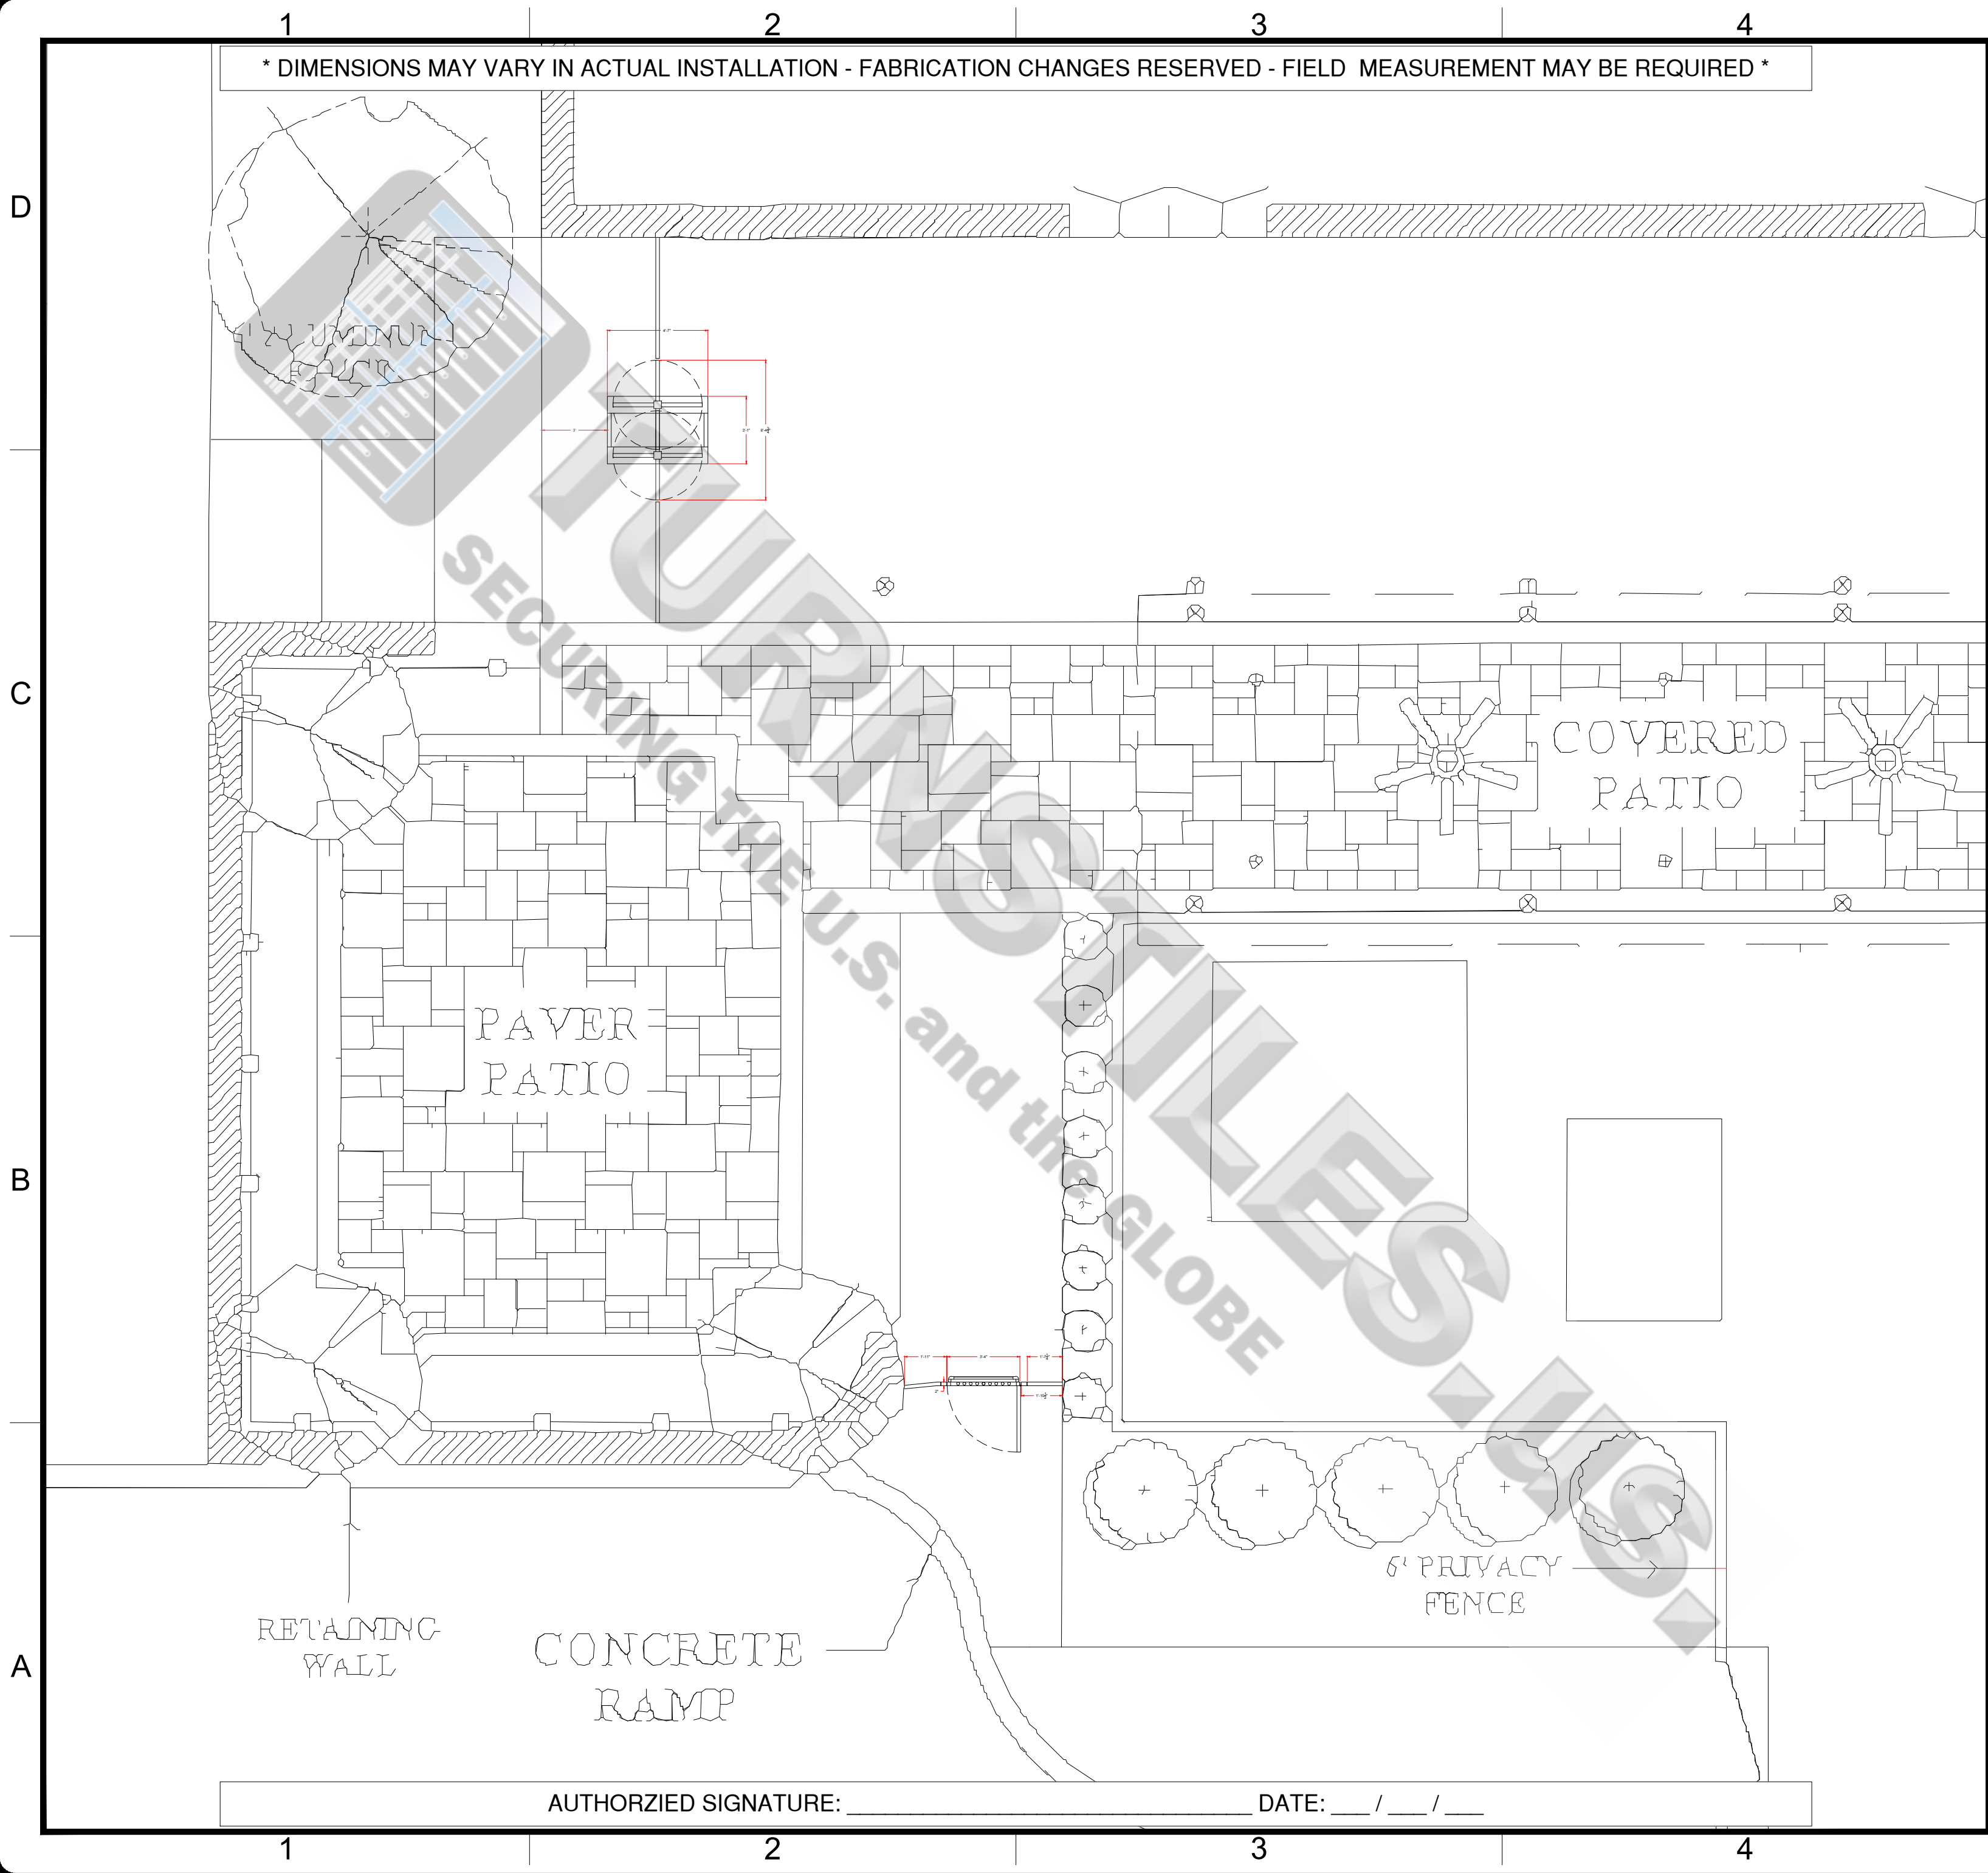 1 2 3 4
* DIMENSIONS MAY VARY IN ACTUAL INSTALLATION - FABRICATION CHANGES RESERVED - FIELD MEASUREMENT MAY BE REQUIRED *
D
C
B
A
TURNSTILES.US.
SECURING THE U.S. and the GLOBE
COVERED
PATIO
PAVER
PATIO
6' PRIVACY
FENCE
RETAINING
WALL
CONCRETE
RAMP
AUTHORZIED SIGNATURE: ______________________________ DATE: ___ / ___ / ___
1 2 3 4